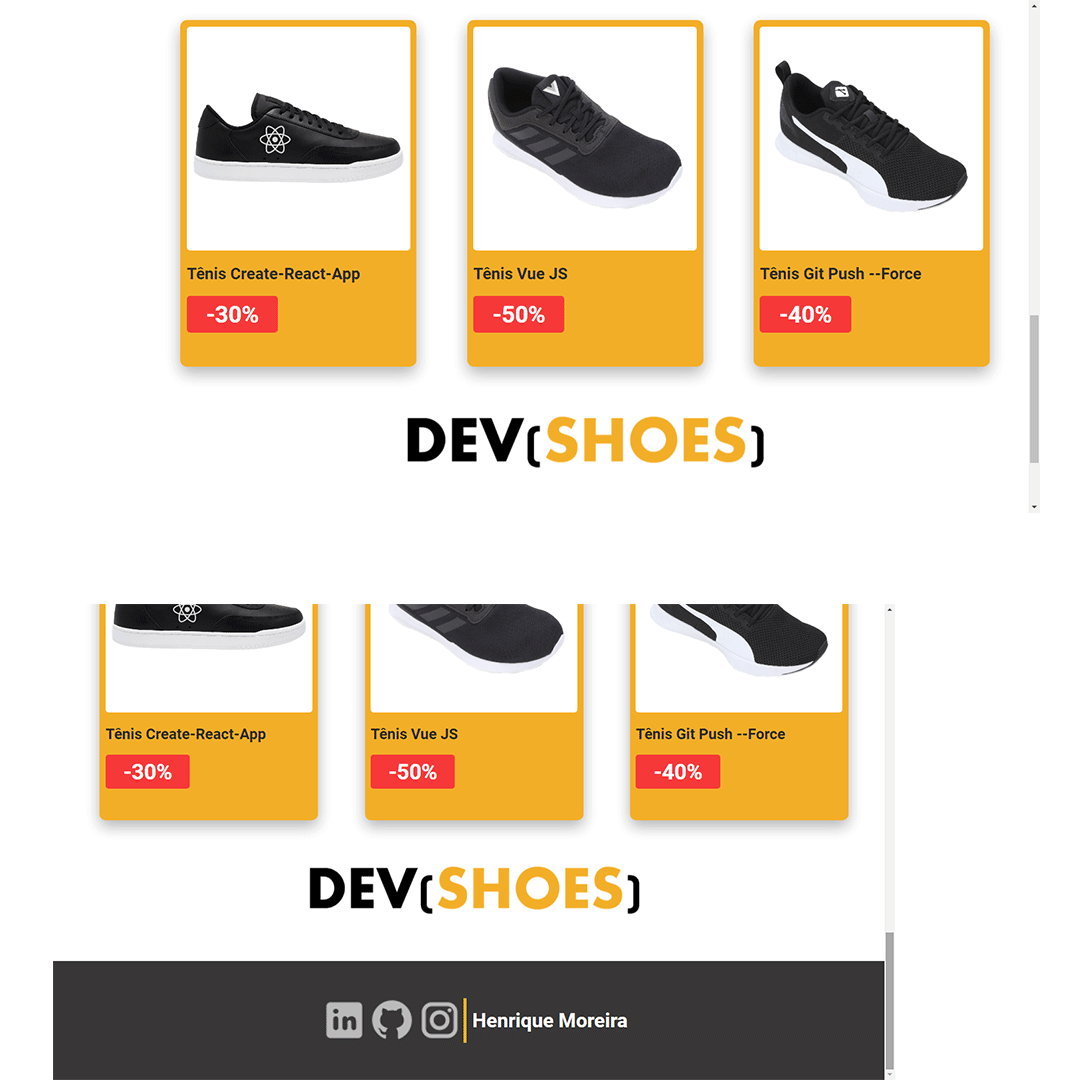 Tênis Create-React-App
Tênis Vue JS
Tênis Git Push --Force
-30%
-50%
-40%
DEV{SHOES}
Tênis Create-React-App
Tênis Vue JS
Tênis Git Push --Force
-30%
-50%
-40%
DEV{SHOES}
in
Henrique Moreira